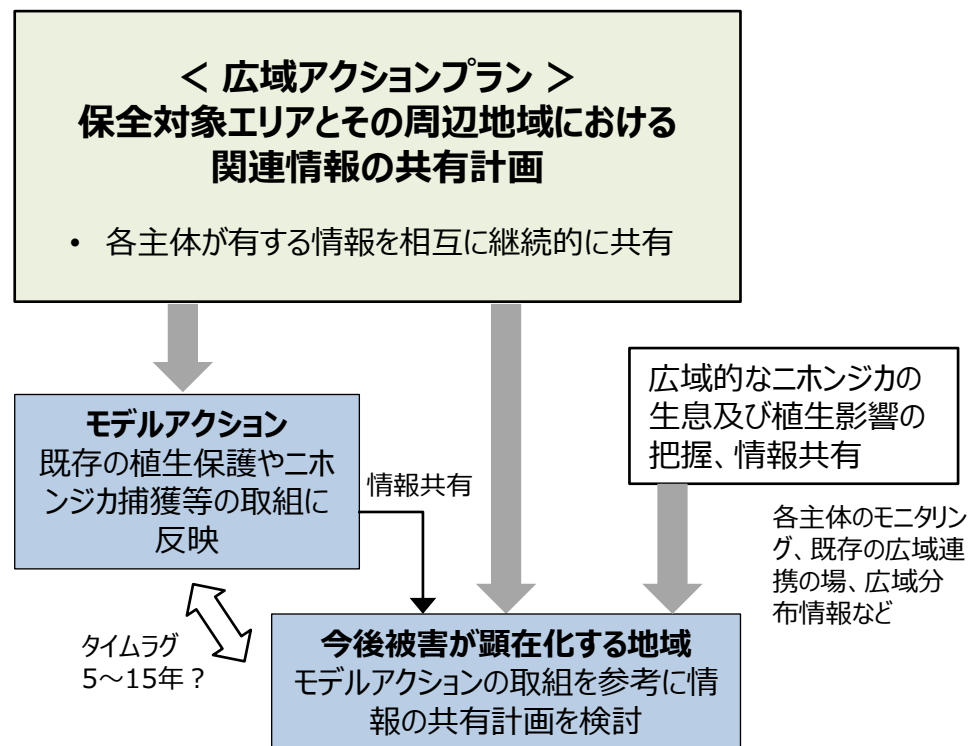 ＜ 広域アクションプラン ＞
保全対象エリアとその周辺地域における
関連情報の共有計画
• 各主体が有する情報を相互に継続的に共有
モデルアクション
既存の植生保護やニホ
ンジカ捕獲等の取組に
反映
情報共有
広域的なニホンジカの
生息及び植生影響の
把握、情報共有
各主体のモニタリン
グ、既存の広域連
携の場、広域分
布情報など
タイムラグ
5～15年？
今後被害が顕在化する地域
モデルアクションの取組を参考に情
報の共有計画を検討